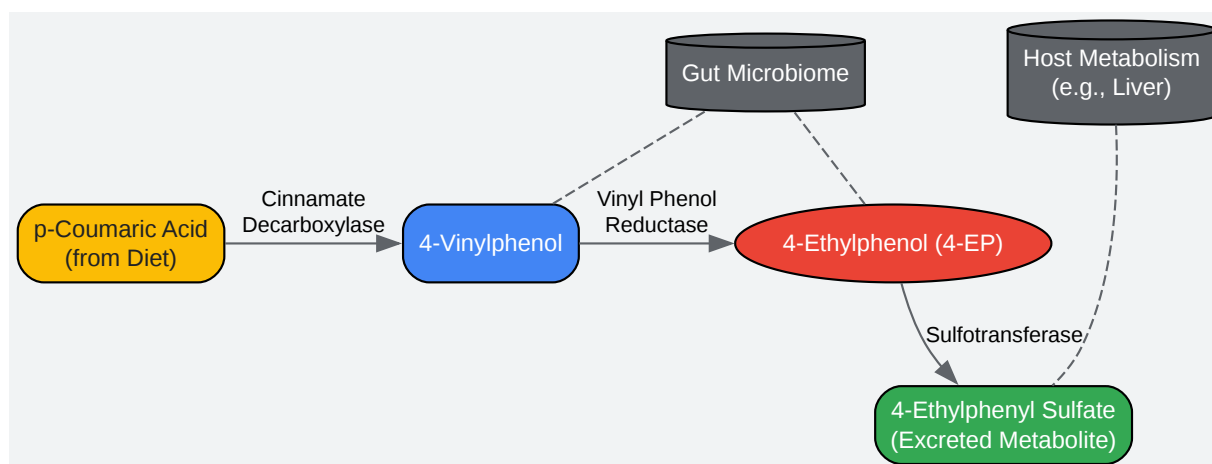 Gut Microbiome
Host Metabolism
(e.g., Liver)
p-Coumaric Acid
(from Diet)
Cinnamate
Decarboxylase
4-Vinylphenol
Vinyl Phenol
Reductase
4-Ethylphenol (4-EP)
Sulfotransferase
4-Ethylphenyl Sulfate
(Excreted Metabolite)